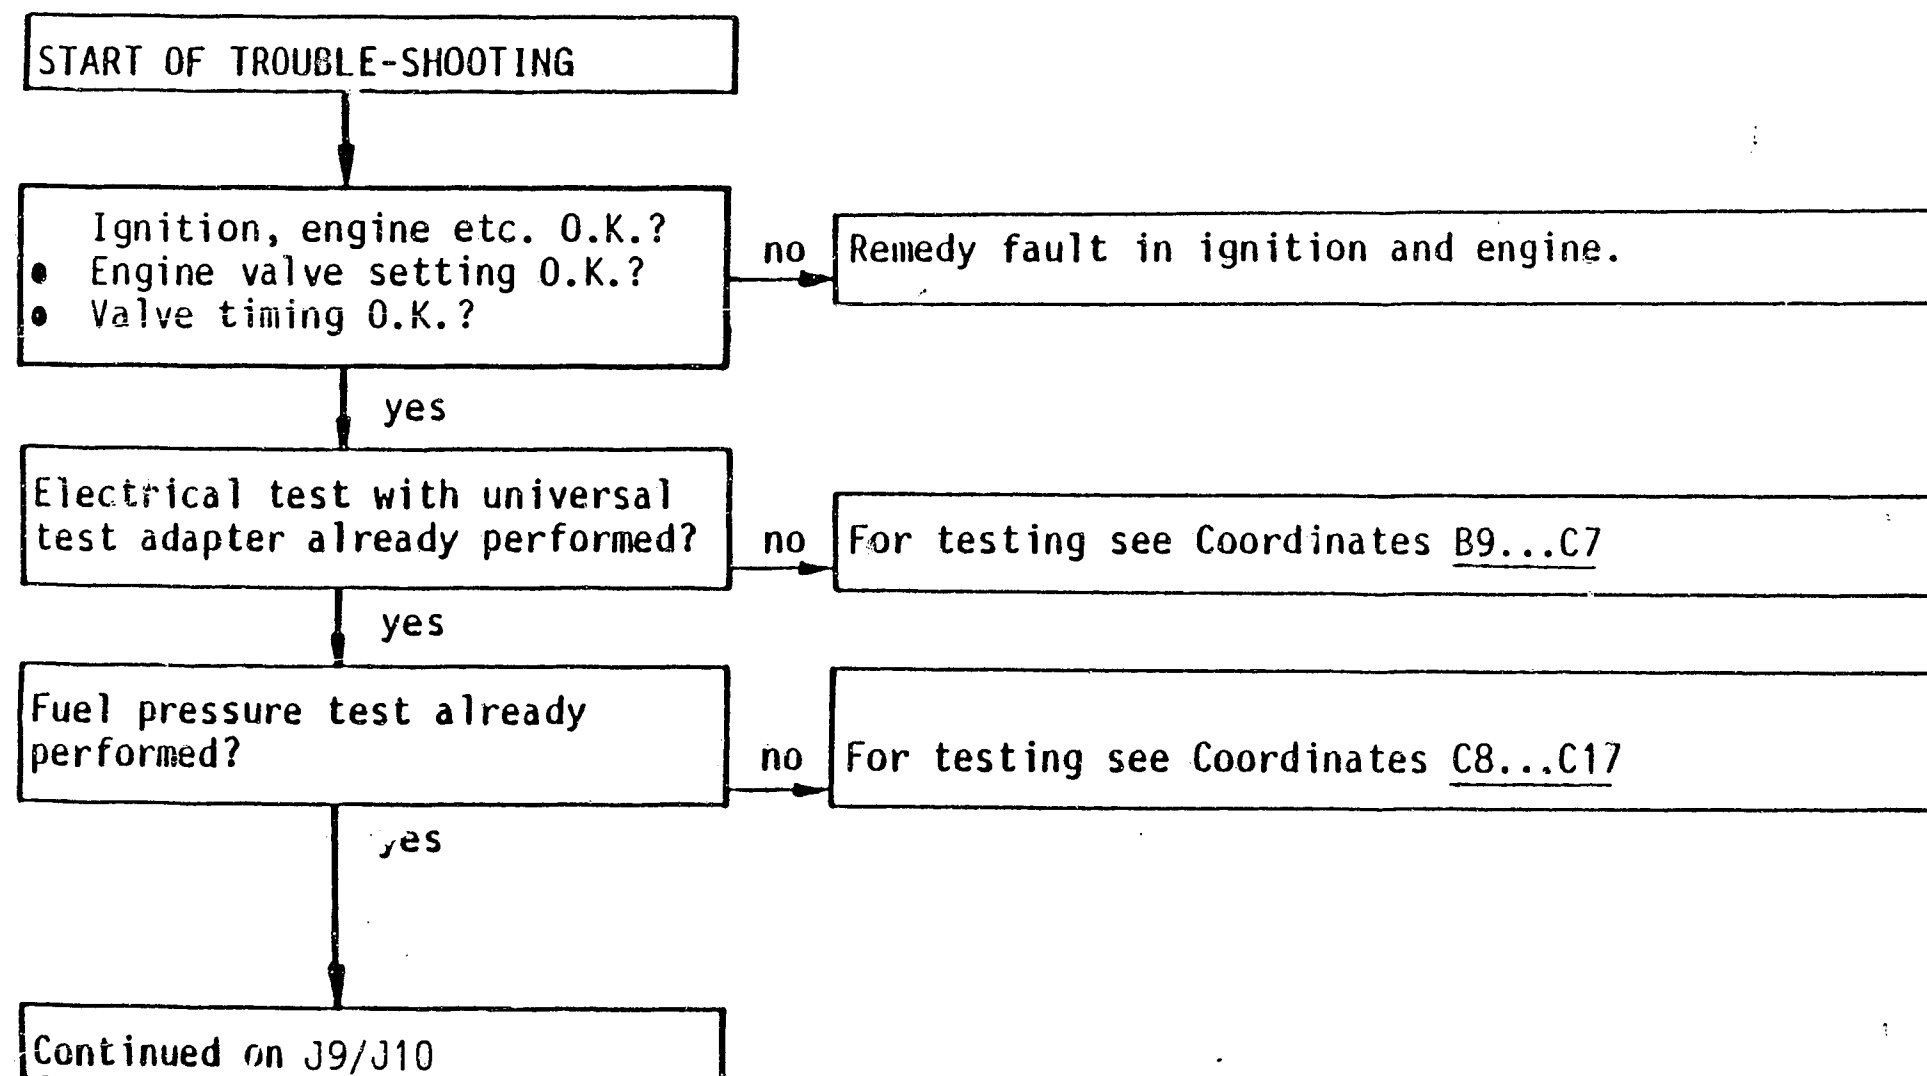 START OF TROUBLE-SHOOTING
Ignition, engine etc. O.K.?
• Engine valve setting O.K.?
• Valve timing O.K.?
no
Remedy fault in ignition and engine.
yes
Electrical test with universal
test adapter already performed?
no
For testing see Coordinates B9...C7
yes
Fuel pressure test already
performed?
no
For testing see Coordinates C8...C17
yes
Continued on J9/J10